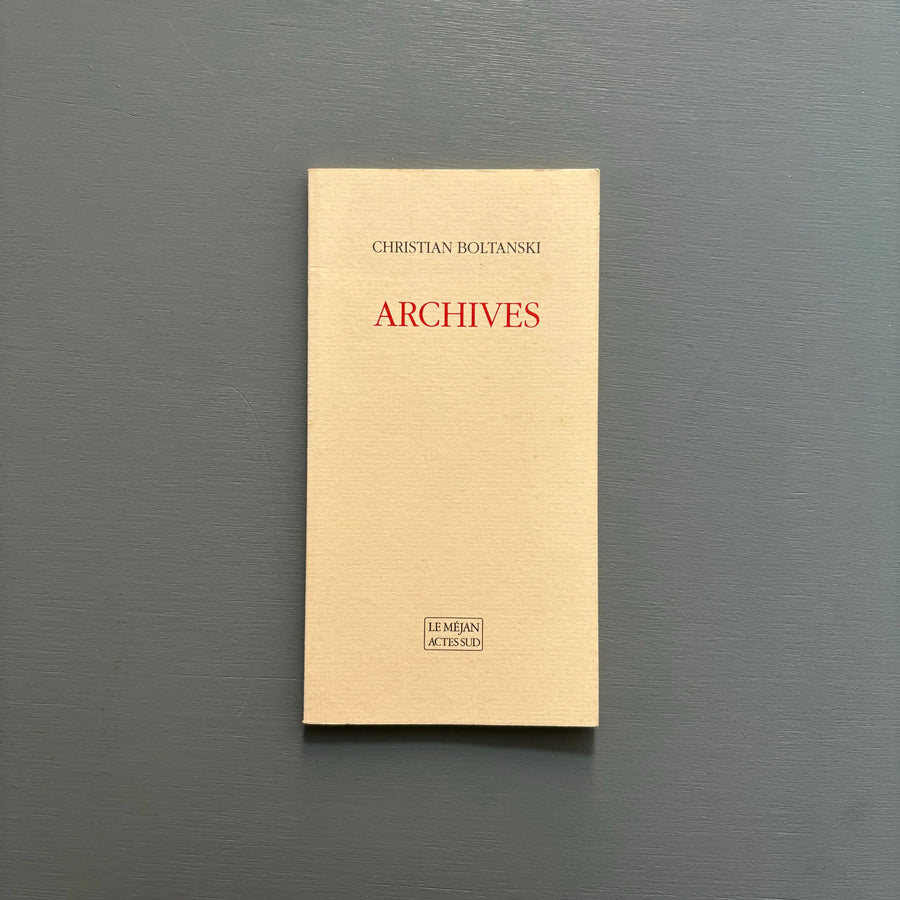 CHRISTIAN BOLTANSKI
ARCHIVES
LE MÉJAN
ACTES SUD